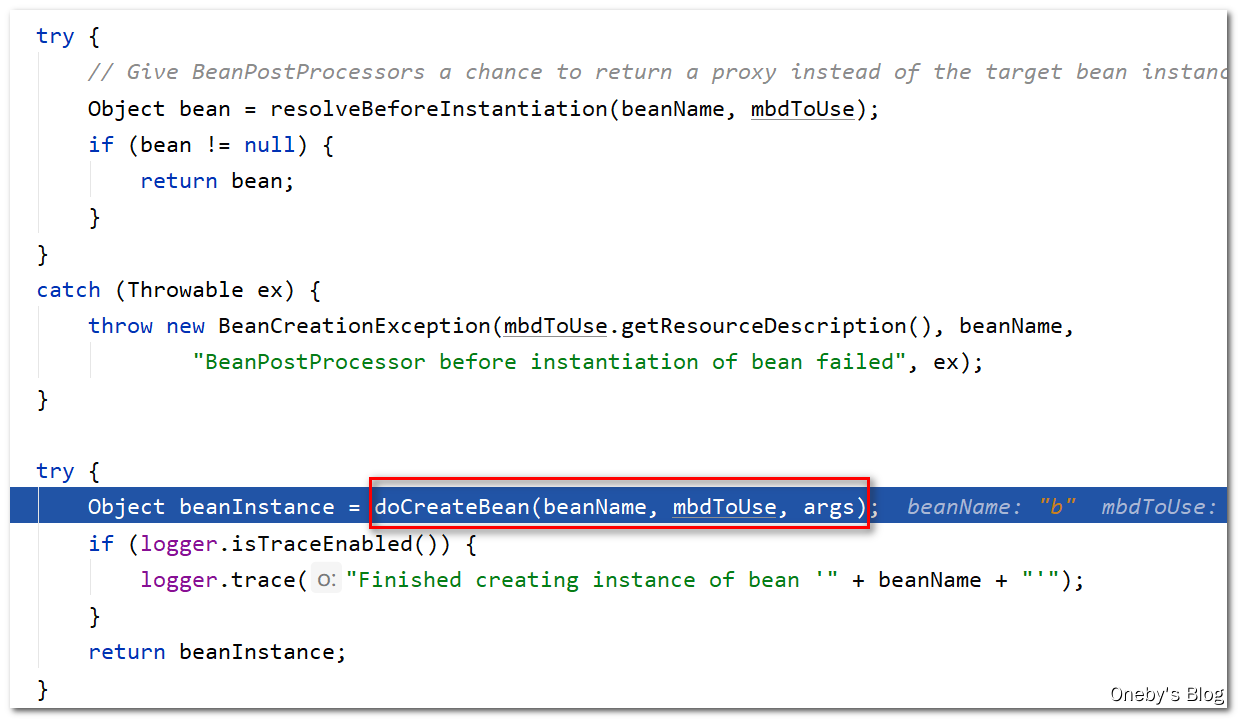 try {
// Give BeanPostProcessors a chance to return a proxy instead of the target bean
Object bean = resolveBeforeInstantiation(beanName, mbdToUse);
if (bean != null) {
return bean;
}
}
catch (Throwable ex) {
throw new BeanCreationException(mbdToUse.getResourceDescription(), beanName,
"BeanPostProcessor before instantiation of bean failed", ex);
}
try {
Object beanInstance = doCreateBean(beanName, mbdToUse, args); beanName: "b" mbdToUse:
if (logger.isTraceEnabled()) {
logger.trace( o: "Finished creating instance of bean '" + beanName + "'");
}
return beanInstance;
}
Oneby's Blog